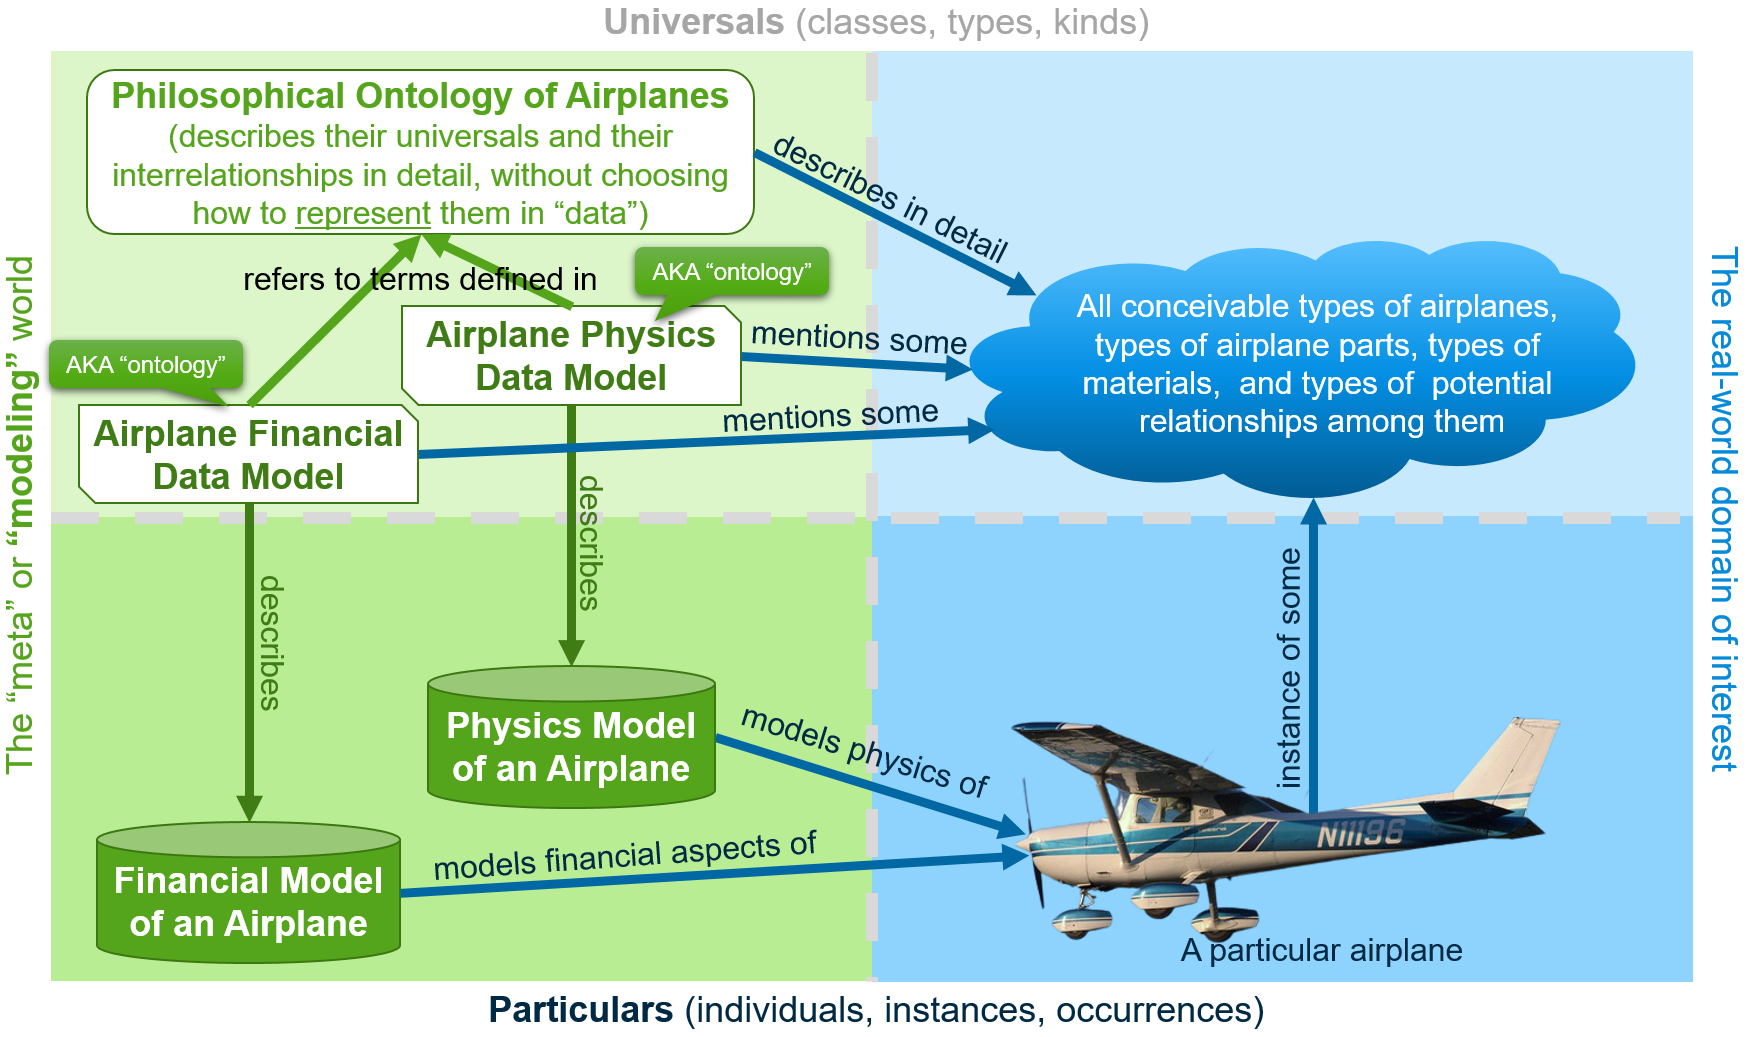 Universals (classes, types, kinds)
Philosophical Ontology of Airplanes
(describes their universals and their
interrelationships in detail, without choosing
how to represent them in “data”)
describes in detail
refers to terms defined in
AKA “ontology”
AKA “ontology”
Airplane Physics
Data Model
mentions some
Airplane Financial
Data Model
mentions some
All conceivable types of airplanes,
types of airplane parts, types of
materials, and types of potential
relationships among them
The “meta” or “modeling” world
The real-world domain of interest
describes
describes
instance of some
Physics Model
of an Airplane
models physics of
Financial Model
of an Airplane
models financial aspects of
N11196
A particular airplane
Particulars (individuals, instances, occurrences)